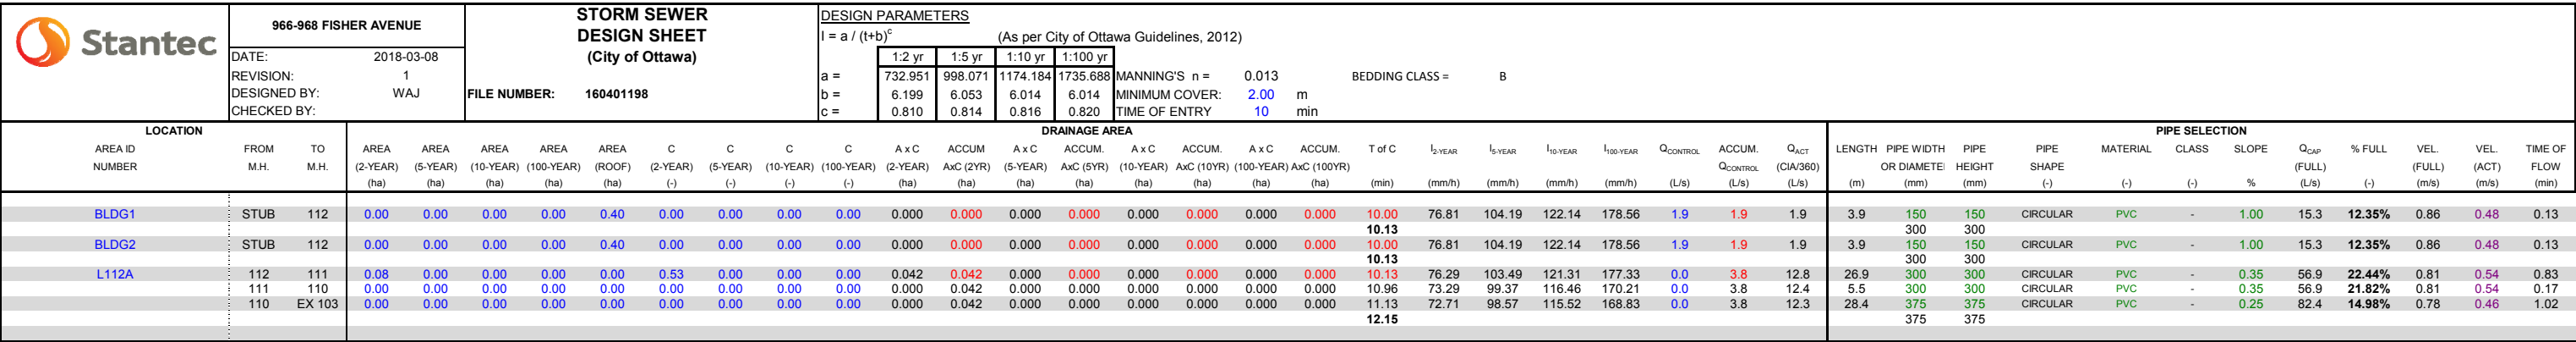 Stantec
966-968 FISHER AVENUE
DATE: 2018-03-08
REVISION: 1
DESIGNED BY: WAJ
CHECKED BY:
STORM SEWER
DESIGN SHEET
(City of Ottawa)
FILE NUMBER: 160401198
DESIGN PARAMETERS
I = a / (t+b)^c (As per City of Ottawa Guidelines, 2012)
1:2 yr 1:5 yr 1:10 yr 1:100 yr
a = 732.951 998.071 1174.184 1735.688 MANNING'S n = 0.013 BEDDING CLASS = B
b = 6.199 6.053 6.014 6.014 MINIMUM COVER: 2.00 m
c = 0.810 0.814 0.816 0.820 TIME OF ENTRY 10 min
LOCATION DRAINAGE AREA PIPE SELECTION
AREA ID FROM TO AREA AREA AREA AREA AREA C C C C A x C ACCUM A x C ACCUM. A x C ACCUM. A x C ACCUM. T of C I2-YEAR I5-YEAR I10-YEAR I100-YEAR QCONTROL ACCUM. QACT LENGTH PIPE WIDTH PIPE PIPE MATERIAL CLASS SLOPE QCAP % FULL VEL. VEL. TIME OF
NUMBER M.H. M.H. (2-YEAR) (5-YEAR) (10-YEAR) (100-YEAR) (ROOF) (2-YEAR) (5-YEAR) (10-YEAR) (100-YEAR) (2-YEAR) AxC (2YR) (5-YEAR) AxC (5YR) (10-YEAR) AxC (10YR) (100-YEAR) AxC (100YR) QCONTROL (CIA/360) OR DIAMETE HEIGHT SHAPE (FULL) (FULL) (ACT) FLOW
(ha) (ha) (ha) (ha) (ha) (-) (-) (-) (-) (ha) (ha) (ha) (ha) (ha) (ha) (ha) (ha) (min) (mm/h) (mm/h) (mm/h) (mm/h) (L/s) (L/s) (L/s) (m) (mm) (mm) (-) (-) (-) % (L/s) (-) (m/s) (m/s) (min)
BLDG1 STUB 112 0.00 0.00 0.00 0.00 0.40 0.00 0.00 0.00 0.00 0.000 0.000 0.000 0.000 0.000 0.000 0.000 0.000 10.00 76.81 104.19 122.14 178.56 1.9 1.9 1.9 3.9 150 150 CIRCULAR PVC - 1.00 15.3 12.35% 0.86 0.48 0.13
10.13 300 300
BLDG2 STUB 112 0.00 0.00 0.00 0.00 0.40 0.00 0.00 0.00 0.00 0.000 0.000 0.000 0.000 0.000 0.000 0.000 0.000 10.00 76.81 104.19 122.14 178.56 1.9 1.9 1.9 3.9 150 150 CIRCULAR PVC - 1.00 15.3 12.35% 0.86 0.48 0.13
10.13 300 300
L112A 112 111 0.08 0.00 0.00 0.00 0.00 0.53 0.00 0.00 0.00 0.042 0.042 0.000 0.000 0.000 0.000 0.000 0.000 10.13 76.29 103.49 121.31 177.33 0.0 3.8 12.8 26.9 300 300 CIRCULAR PVC - 0.35 56.9 22.44% 0.81 0.54 0.83
111 110 0.00 0.00 0.00 0.00 0.00 0.00 0.00 0.00 0.00 0.000 0.042 0.000 0.000 0.000 0.000 0.000 0.000 10.96 73.29 99.37 116.46 170.21 0.0 3.8 12.4 5.5 300 300 CIRCULAR PVC - 0.35 56.9 21.82% 0.81 0.54 0.17
110 EX 103 0.00 0.00 0.00 0.00 0.00 0.00 0.00 0.00 0.00 0.000 0.042 0.000 0.000 0.000 0.000 0.000 0.000 11.13 72.71 98.57 115.52 168.83 0.0 3.8 12.3 28.4 375 375 CIRCULAR PVC - 0.25 82.4 14.98% 0.78 0.46 1.02
12.15 375 375